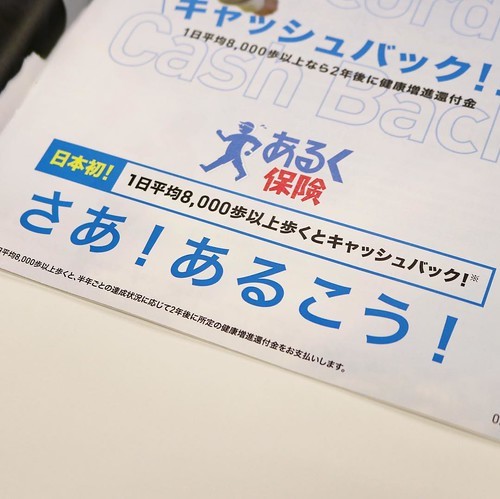 キャッシュバック!
1日平均8,000歩以上なら2年後に健康増進還付金
Cash Back
あるく
保険
日本初!
1日平均8,000歩以上歩くとキャッシュバック!※
さあ!あるこう!
日平均8,000歩以上歩くと、半年ごとの達成状況に応じて2年後に所定の健康増進還付金をお支払いします。